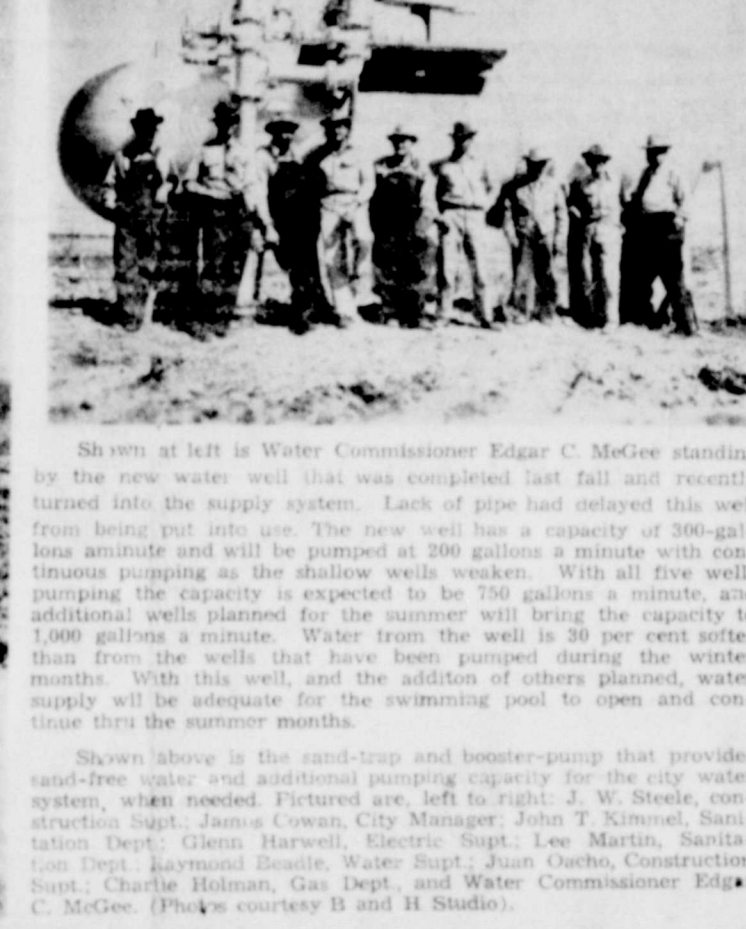 Shown at left is Water Commissioner Edgar C. McGee standin
by the new water well that was completed last fall and recentl
turned into the supply system. Lack of pipe had delayed this we
from being put into use. The new well has a capacity of 300-gal
lons aminute and will be pumped at 200 gallons a minute with con
tinuous pumping as the shallow wells weaken. With all five well
pumping the capacity is expected to be 750 gallons a minute, an
additional wells planned for the summer will bring the capacity t
1,000 gallons a minute. Water from the well is 30 per cent softe
than from the wells that have been pumped during the winte
months. With this well, and the additon of others planned, wate
supply wll be adequate for the swimming pool to open and con
tinue thru the summer months.
Shown above is the sand-trap and booster-pump that provide
sand-free water and additional pumping capacity for the city wate
system, when needed. Pictured are, left to right: J. W. Steele, con
struction Supt.; James Cowan, City Manager; John T. Kimmel, Sani
tation Dept.; Glenn Harwell, Electric Supt.; Lee Martin, Sanita
tion Dept.; Raymond Beadle, Water Supt.; Juan Oacho, Construction
Supt.; Charlie Holman, Gas Dept., and Water Commissioner Edga
C. McGee. (Photos courtesy B and H Studio).